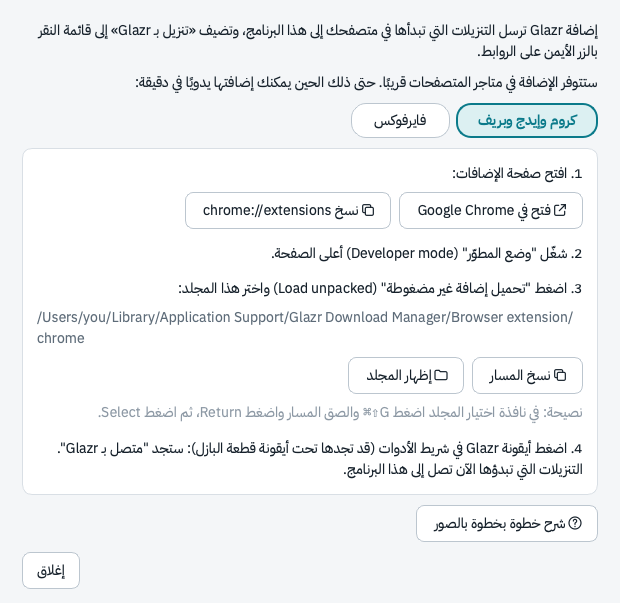 إضافة Glazr ترسل التنزيلات التي تبدأها في متصفحك إلى هذا البرنامج، وتضيف «تنزيل بـ Glazr» إلى قائمة النقر
بالزر الأيمن على الروابط.
ستتوفر الإضافة في متاجر المتصفحات قريبًا. حتى ذلك الحين يمكنك إضافتها يدويًا في دقيقة:
كروم وإيدج وبريف
فايرفوكس
1. افتح صفحة الإضافات:
فتح في Google Chrome
نسخ chrome://extensions
2. شغّل "وضع المطوّر" (Developer mode) أعلى الصفحة.
3. اضغط "تحميل إضافة غير مضغوطة" (Load unpacked) واختر هذا المجلد:
/Users/you/Library/Application Support/Glazr Download Manager/Browser extension/
chrome
نسخ المسار
إظهار المجلد
نصيحة: في نافذة اختيار المجلد اضغط ⌘⇧G والصق المسار واضغط Return، ثم اضغط Select.
4. اضغط أيقونة Glazr في شريط الأدوات (قد تجدها تحت أيقونة قطعة البازل): ستجد "متصل بـ Glazr".
التنزيلات التي تبدؤها الآن تصل إلى هذا البرنامج.
شرح خطوة بخطوة بالصور
إغلاق